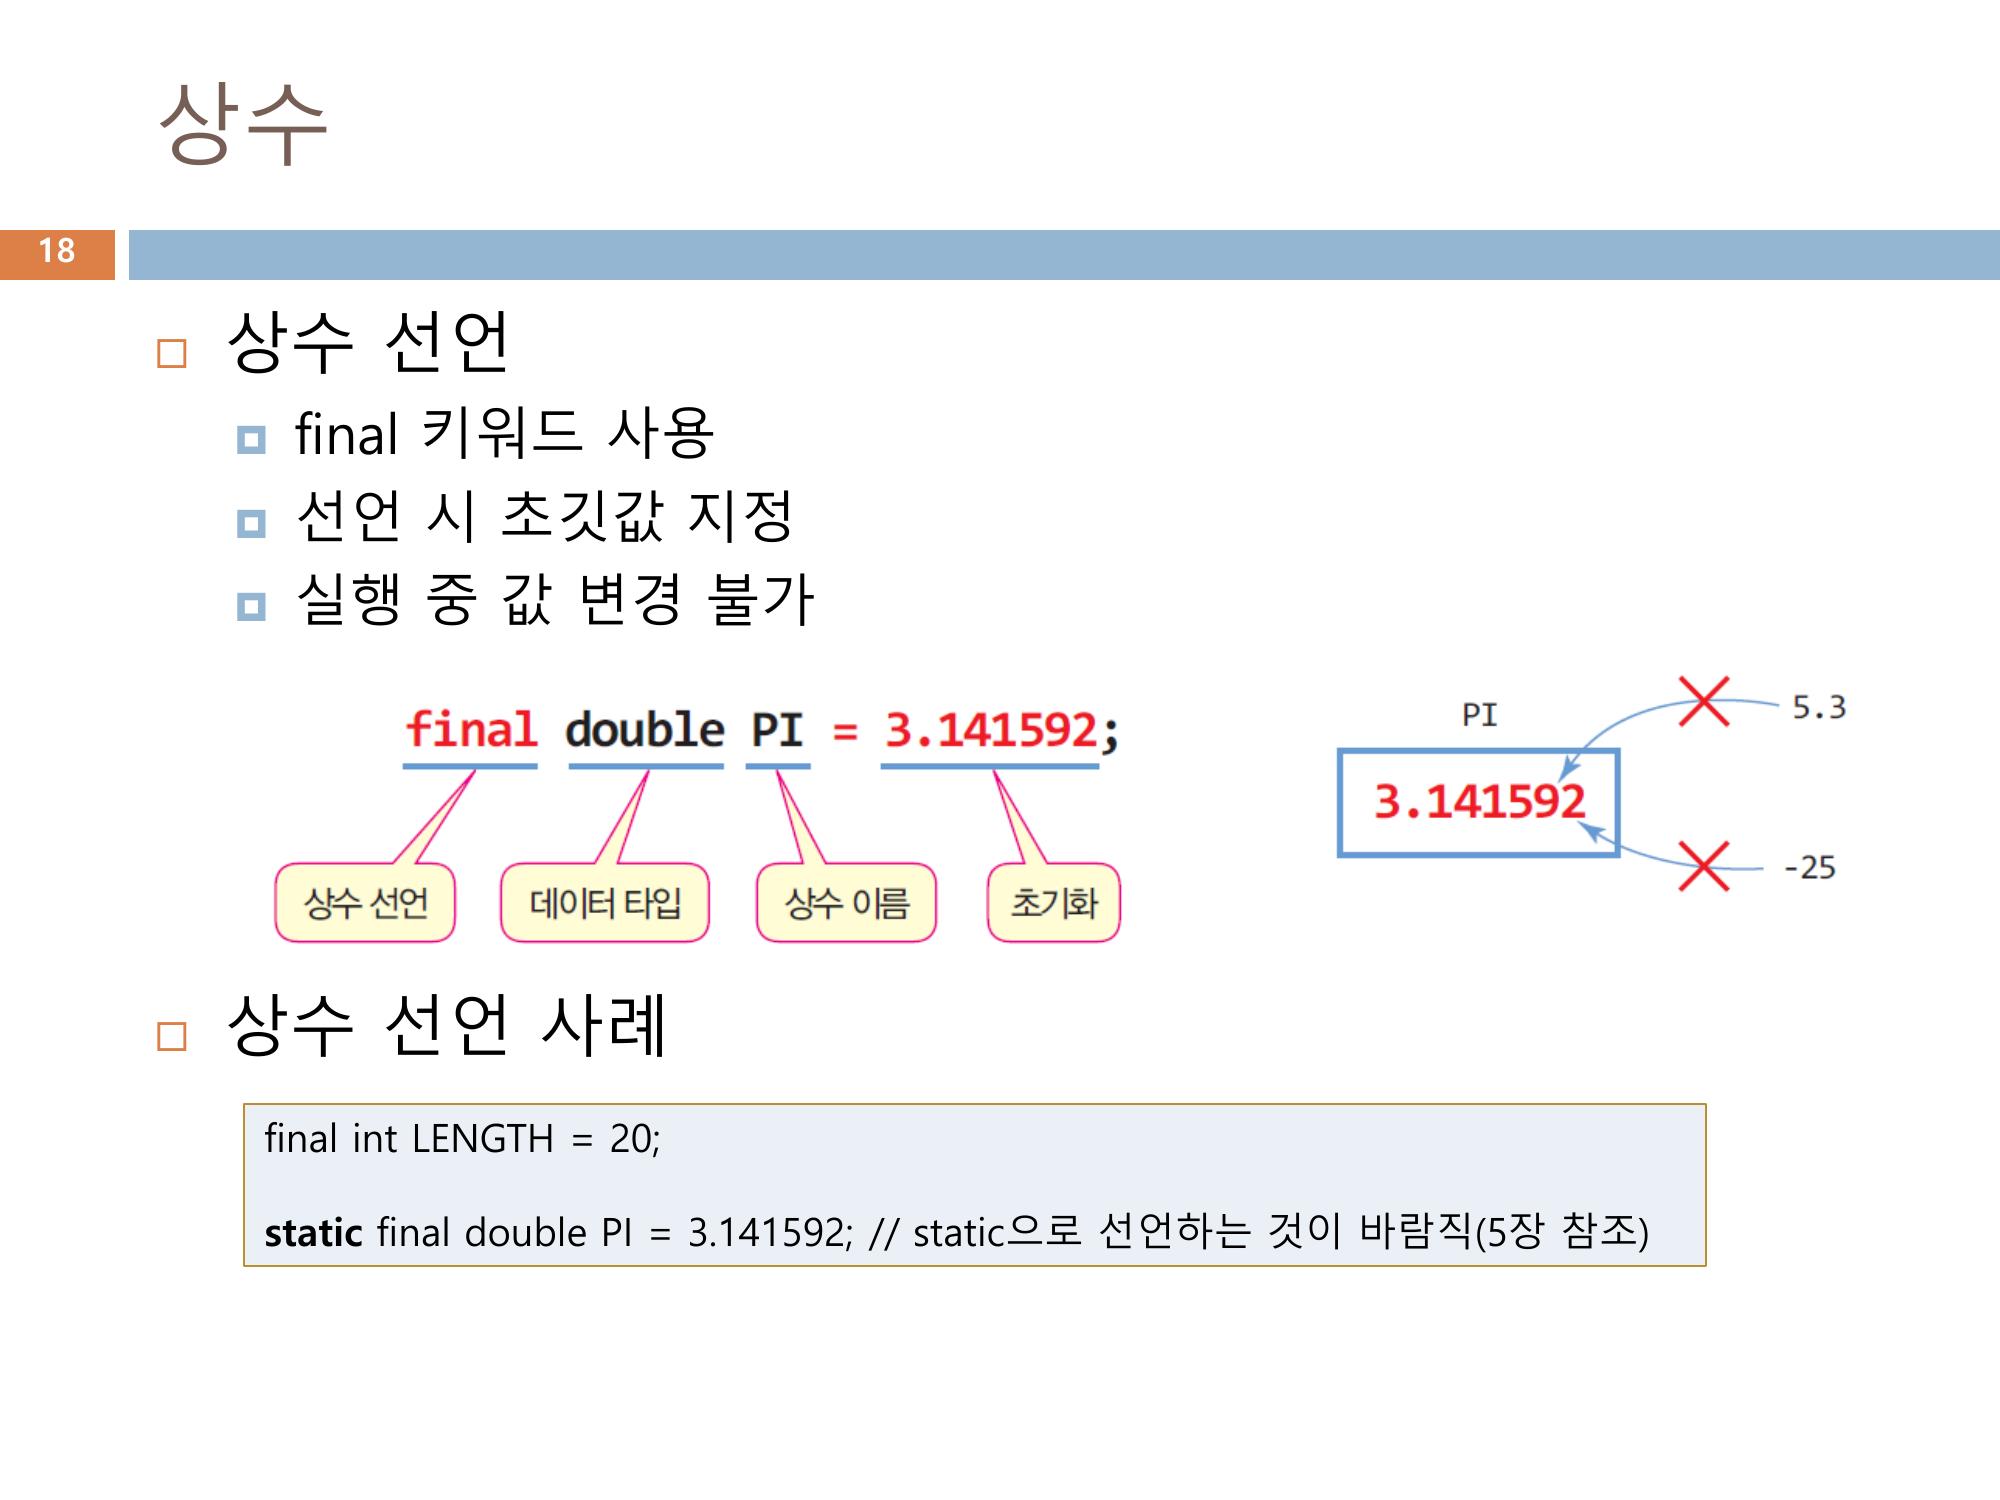 상수
18
상수 선언
final 키워드 사용
선언 시 초깃값 지정
실행 중 값 변경 불가
final double PI = 3.141592;
상수 선언
데이터 타입
상수 이름
초기화
PI
3.141592
5.3
-25
상수 선언 사례
final int LENGTH = 20;
static final double PI = 3.141592; // static으로 선언하는 것이 바람직(5장 참조)